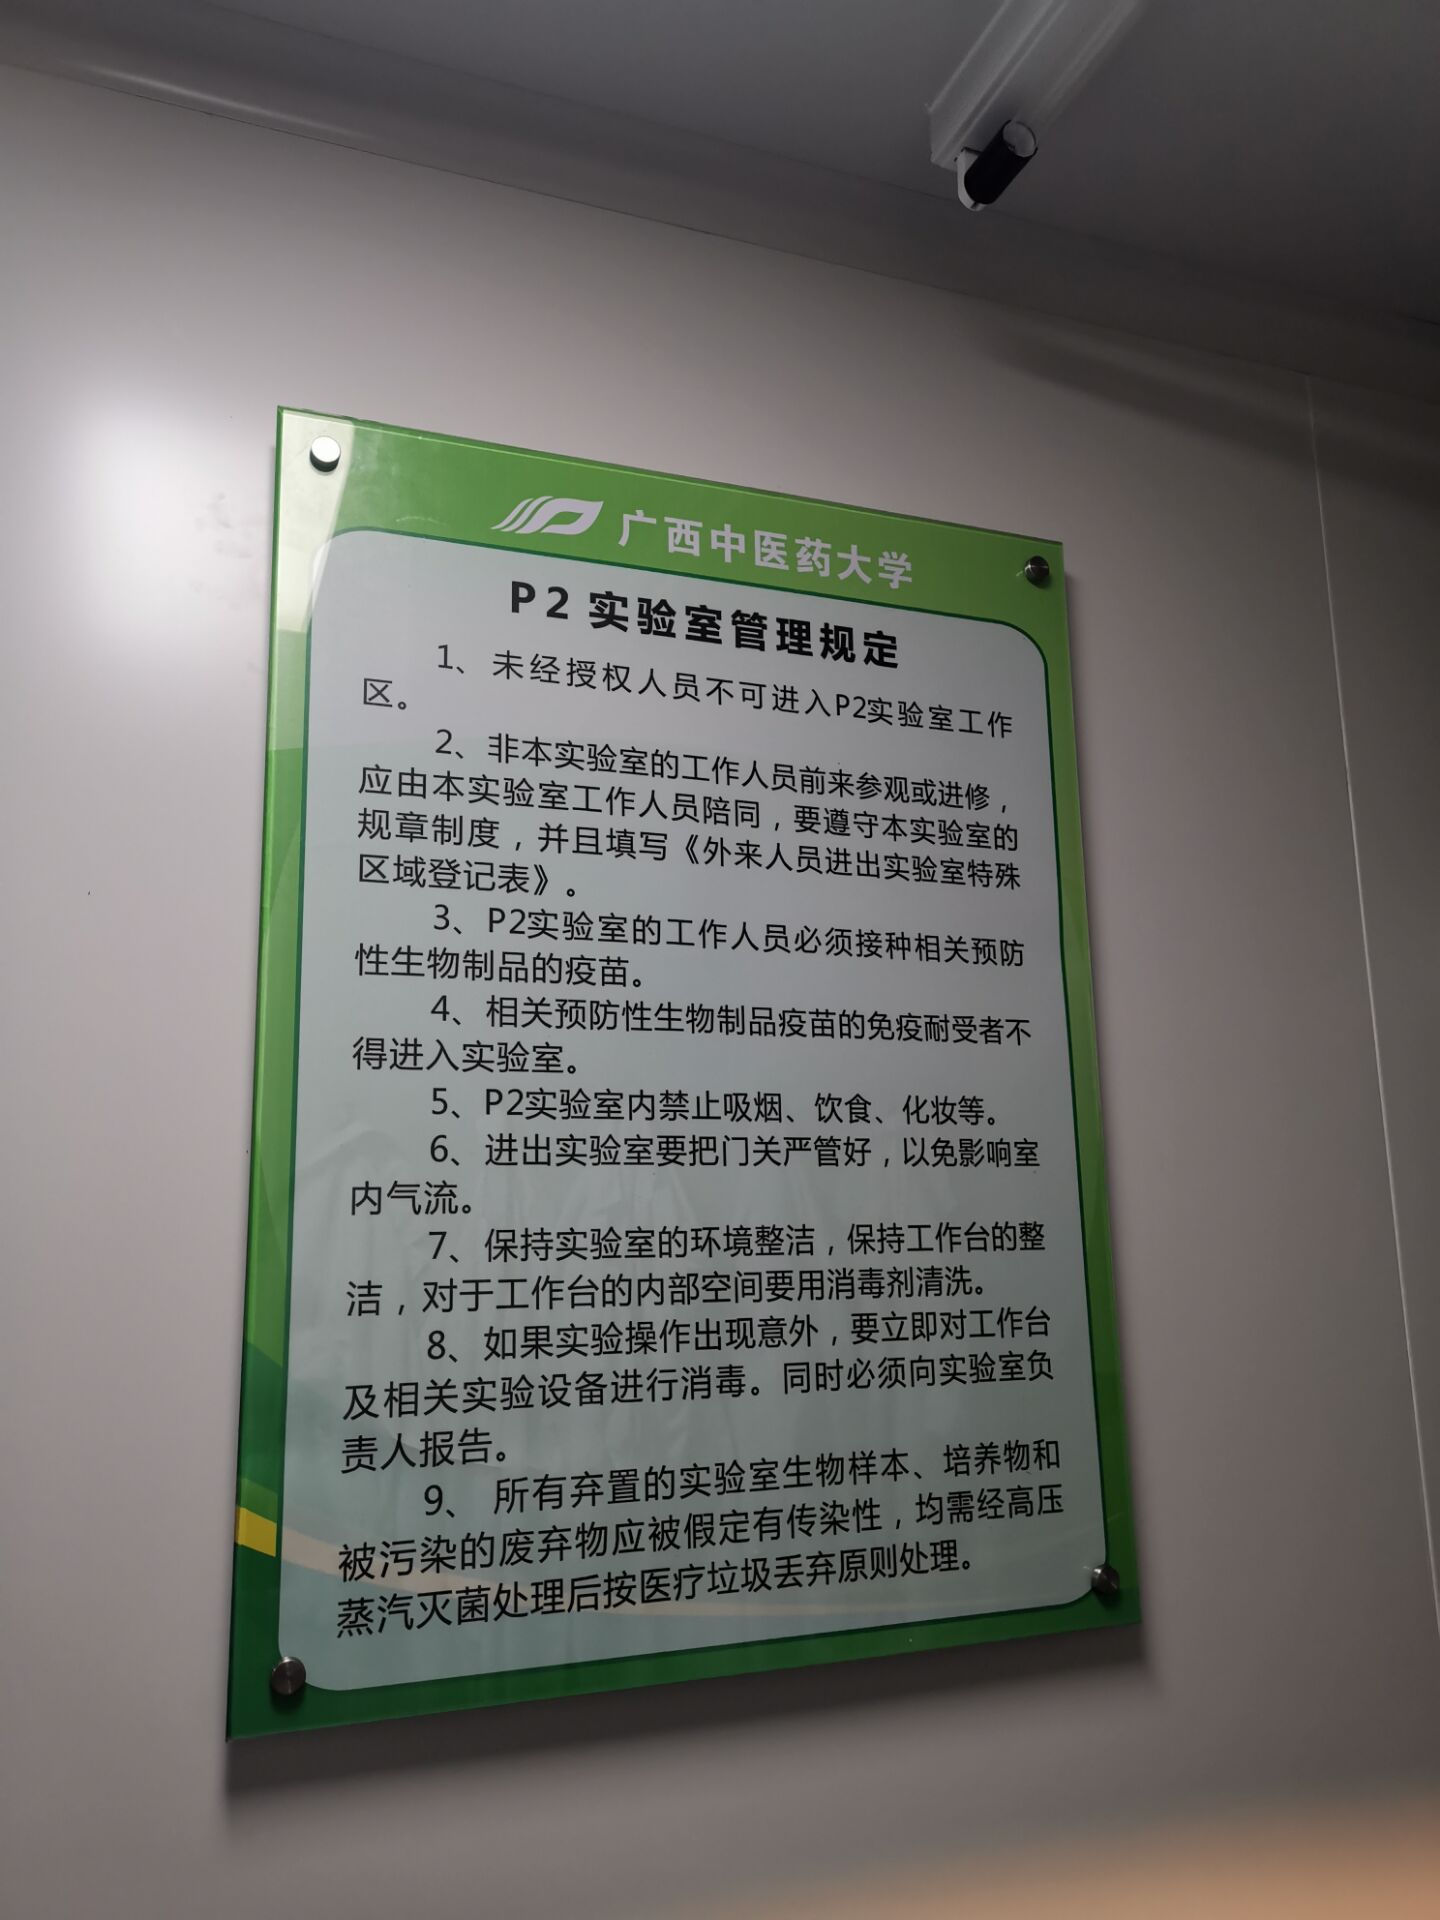 广西中医药大学
P2 实验室管理规定
1、未经授权人员不可进入P2实验室工作
区。
2、非本实验室的工作人员前来参观或进修，
应由本实验室工作人员陪同，要遵守本实验室的
规章制度，并且填写《外来人员进出实验室特殊
区域登记表》。
3、P2实验室的工作人员必须接种相关预防
性生物制品的疫苗。
4、相关预防性生物制品疫苗的免疫耐受者不
得进入实验室。
5、P2实验室内禁止吸烟、饮食、化妆等。
6、进出实验室要把门关严管好，以免影响室
内气流。
7、保持实验室的环境整洁，保持工作台的整
洁，对于工作台的内部空间要用消毒剂清洗。
8、如果实验操作出现意外，要立即对工作台
及相关实验设备进行消毒。同时必须向实验室负
责人报告。
9、 所有弃置的实验室生物样本、培养物和
被污染的废弃物应被假定有传染性，均需经高压
蒸汽灭菌处理后按医疗垃圾丢弃原则处理。